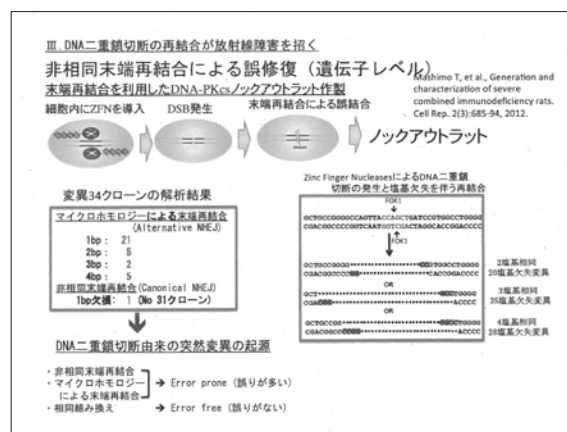 Ⅲ. DNA二重鎖切断の再結合が放射線障害を招く
非相同末端再結合による誤修復（遺伝子レベル）
末端再結合を利用したDNA-PKcsノックアウトラット作製
Mashimo T, et al., Generation and
characterization of severe
combined immunodeficiency rats.
Cell Rep. 2(3):685-94, 2012.
細胞内にZFNを導入
DSB発生
末端再結合による誤結合
ノックアウトラット
変異34クローンの解析結果
マイクロホモロジーによる末端再結合
(Alternative NHEJ)
1bp： 21
2bp： 5
3bp： 2
4bp： 5
非相同末端再結合(Canonical NHEJ)
1bp欠損： 1 (No 31クローン)
DNA二重鎖切断由来の突然変異の起源
・非相同末端再結合
・マイクロホモロジー
による末端再結合
→ Error prone (誤りが多い)
・相同組み換え → Error free (誤りがない)
Zinc Finger NucleasesによるDNA二重鎖
切断の発生と塩基欠失を伴う再結合
FOK1
GCTGCCGGGGCCAGTTACCAGCTGATCCGTGGCCTGGGG
CGACGGCCCCGGTCAATGGTCGACTAGGCACCGGACCCC
FOK1
2塩基相同
20塩基欠失変異
OR
3塩基相同
35塩基欠失変異
OR
4塩基相同
28塩基欠失変異